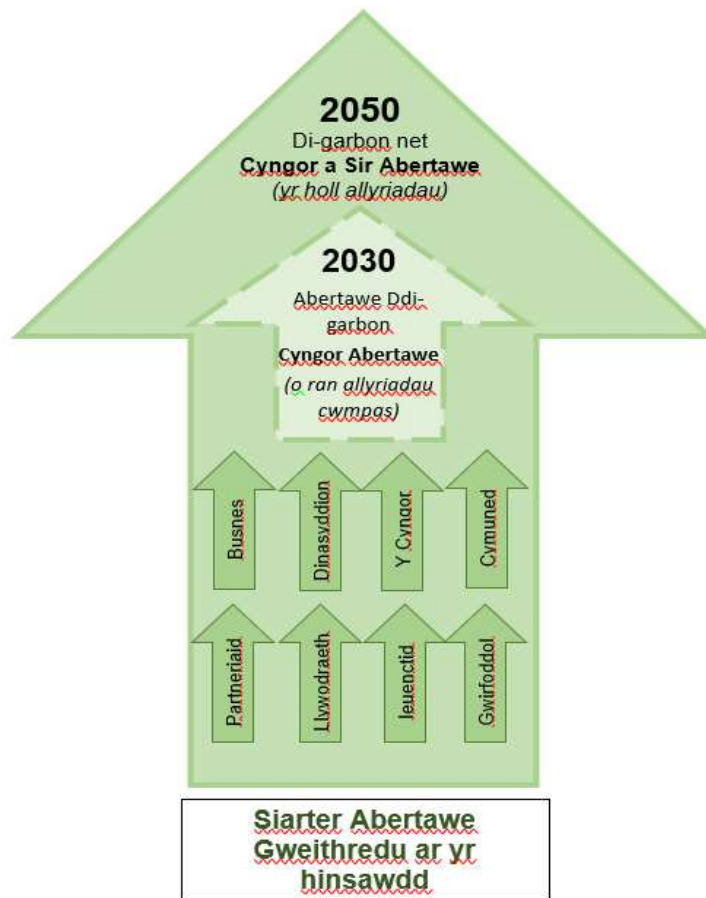 2050
Di-garbon net
Cyngor a Sir Abertawe
(yr holl allyriadau)
2030
Abertawe Ddi-
garbon
Cyngor Abertawe
(o ran allyriadau
cwmpas)
Busnes
Dinasyddion
Y Cyngor
Cymuned
Partneriaid
Llywodraeth
Ieuenctid
Gwirfoddol
Siarter Abertawe
Gweithredu ar yr
hinsawdd